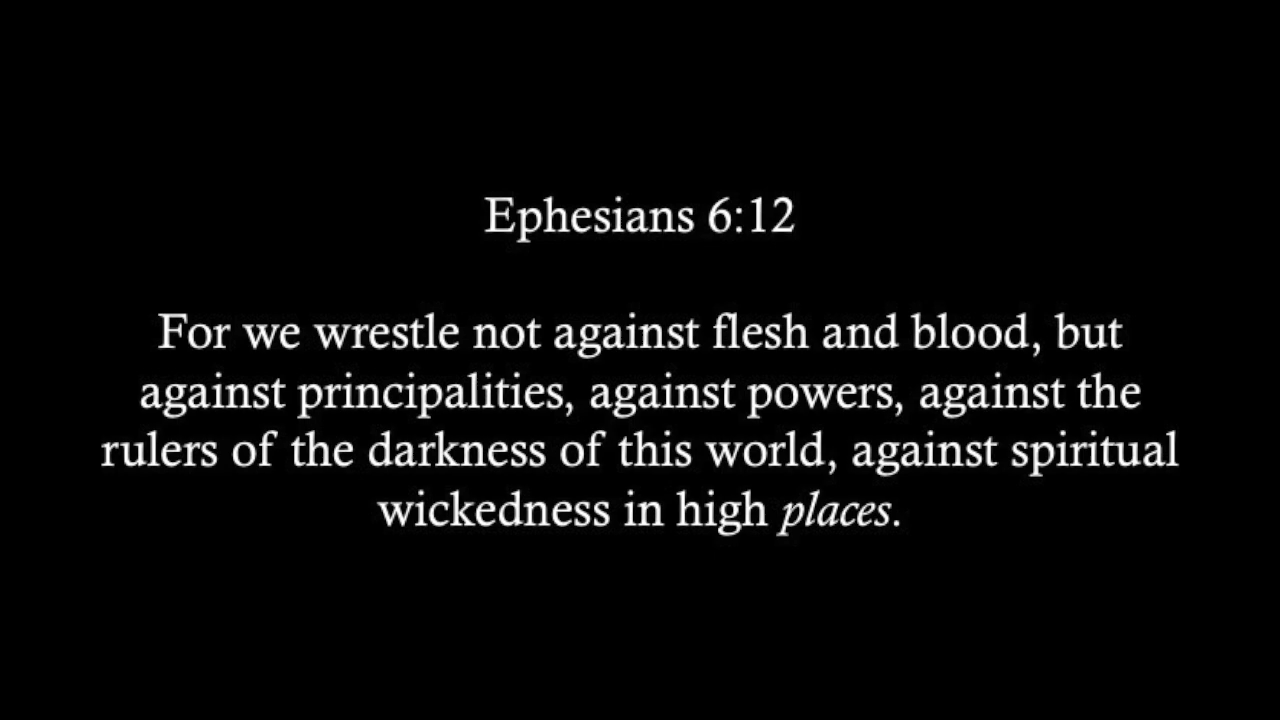 Ephesians 6:12
For we wrestle not against flesh and blood, but
against principalities, against powers, against the
rulers of the darkness of this world, against spiritual
wickedness in high places.